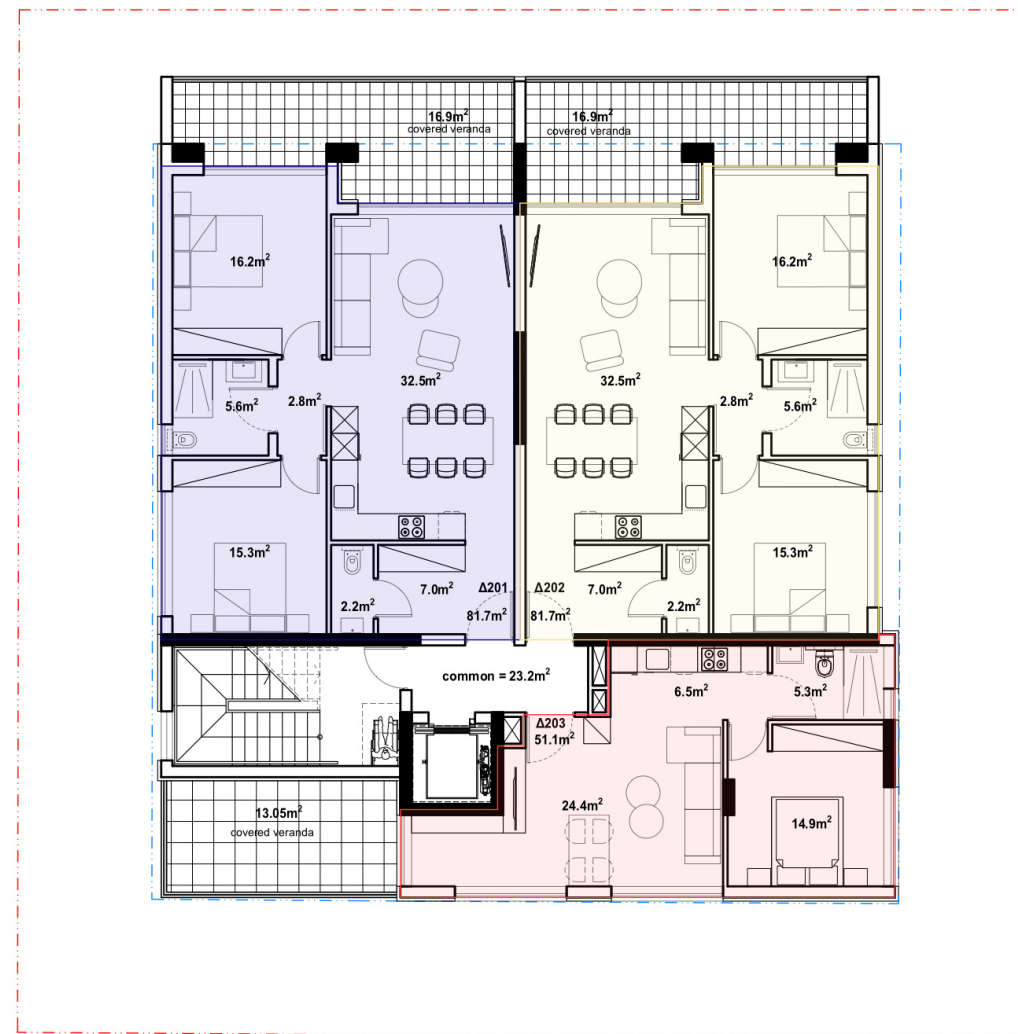 16.9m²
covered veranda
16.9m²
covered veranda
16.2m²
16.2m²
32.5m²
32.5m²
5.6m²
2.8m²
2.8m²
5.6m²
15.3m²
15.3m²
2.2m²
7.0m²
Δ201
81.7m²
Δ202
81.7m²
7.0m²
2.2m²
common = 23.2m²
6.5m²
5.3m²
Δ203
51.1m²
24.4m²
14.9m²
13.05m²
covered veranda